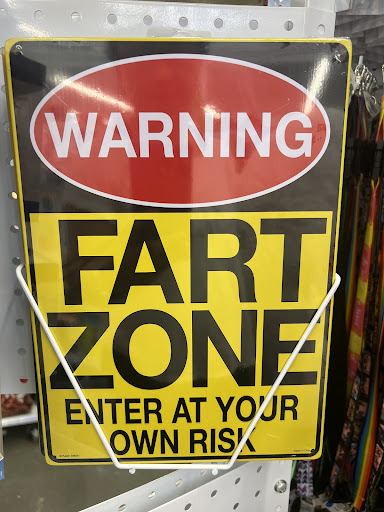 WARNING
FART
ZONE
ENTER AT YOUR
OWN RISK